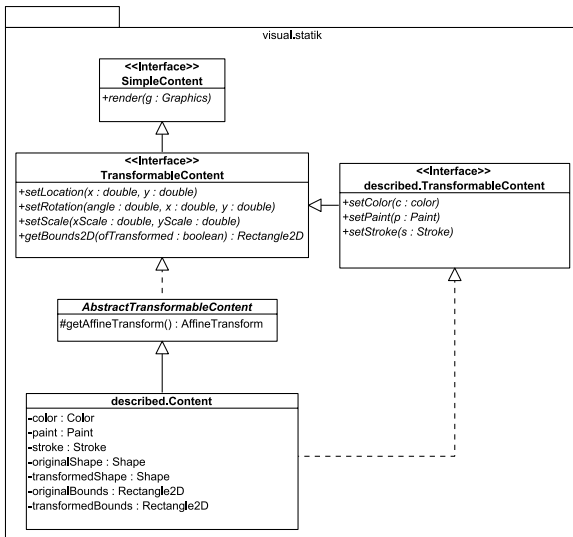 visual.statik
<<Interface>>
SimpleContent
+render(g : Graphics)
<<Interface>>
TransformableContent
+setLocation(x : double, y : double)
+setRotation(angle : double, x : double, y : double)
+setScale(xScale : double, yScale : double)
+getBounds2D(ofTransformed : boolean) : Rectangle2D
<<Interface>>
described.TransformableContent
+setColor(c : color)
+setPaint(p : Paint)
+setStroke(s : Stroke)
AbstractTransformableContent
#getAffineTransform() : AffineTransform
described.Content
-color : Color
-paint : Paint
-stroke : Stroke
-originalShape : Shape
-transformedShape : Shape
-originalBounds : Rectangle2D
-transformedBounds : Rectangle2D